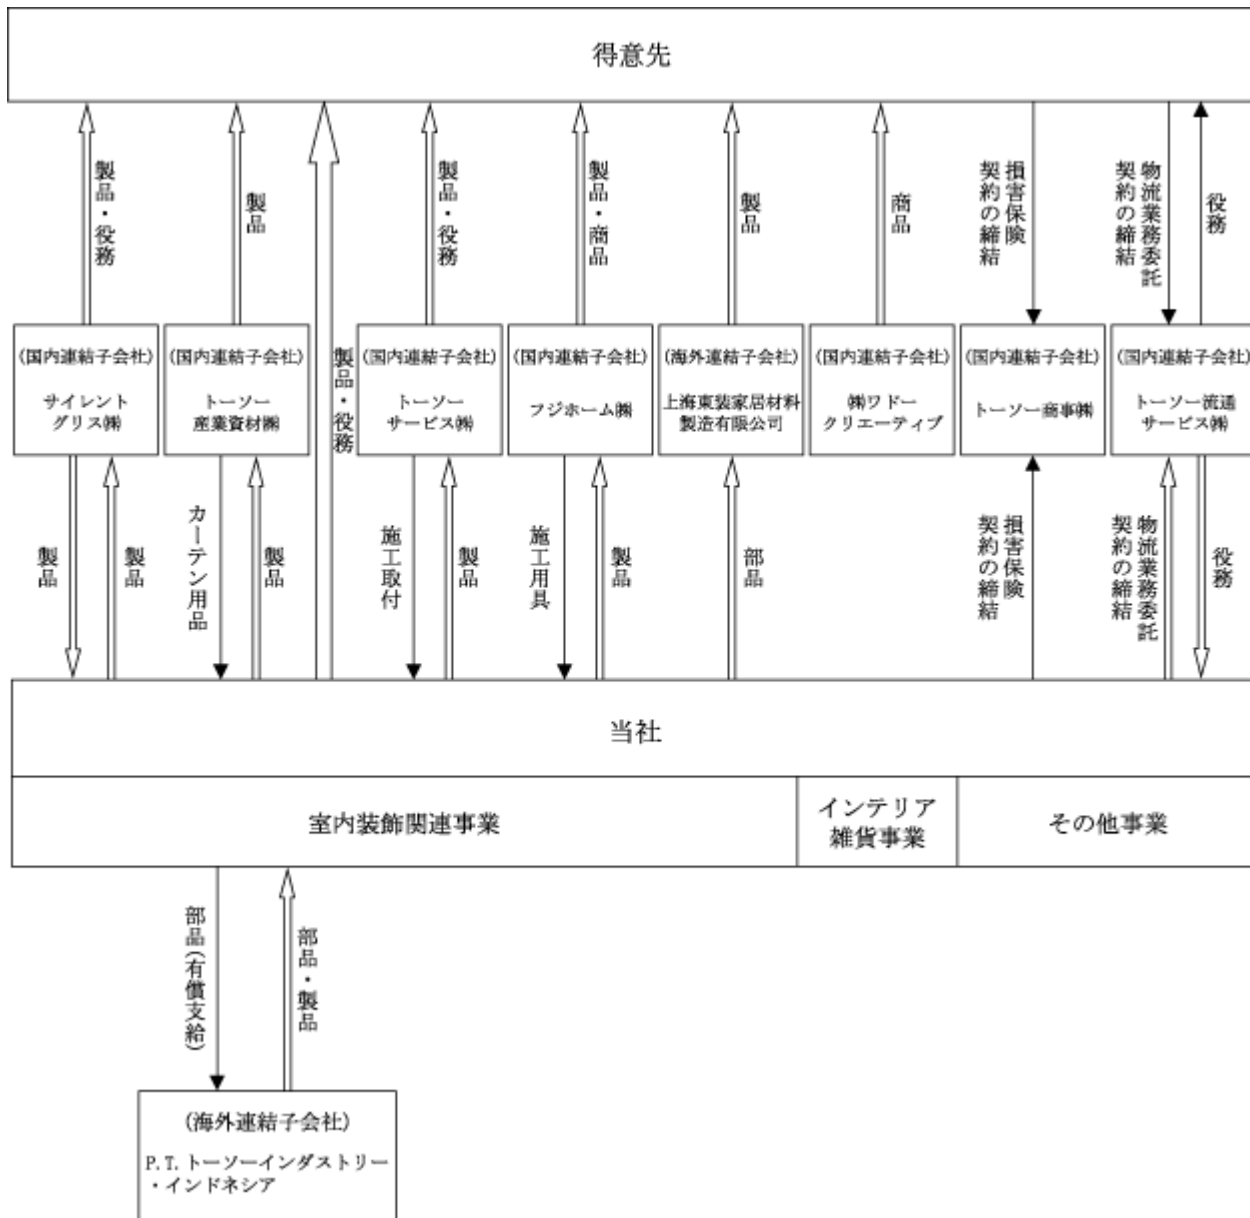 得意先
製品・役務
製品
製品・役務
製品・役務
製品・商品
製品
商品
損害保険
契約の締結
物流業務委託
契約の締結
役務
(国内連結子会社)
サイレント
グリス㈱
(国内連結子会社)
トーソー
産業資材㈱
(国内連結子会社)
トーソー
サービス㈱
(国内連結子会社)
フジホーム㈱
(海外連結子会社)
上海東装家居材料
製造有限公司
(国内連結子会社)
㈱ワドー
クリエーティブ
(国内連結子会社)
トーソー商事㈱
(国内連結子会社)
トーソー流通
サービス㈱
製品
製品
カーテン用品
製品
施工取付
製品
施工用具
製品
部品
損害保険
契約の締結
物流業務委託
契約の締結
役務
当社
室内装飾関連事業
インテリア
雑貨事業
その他事業
部品(有償支給)
部品・製品
(海外連結子会社)
P.T.トーソーインダストリー
・インドネシア